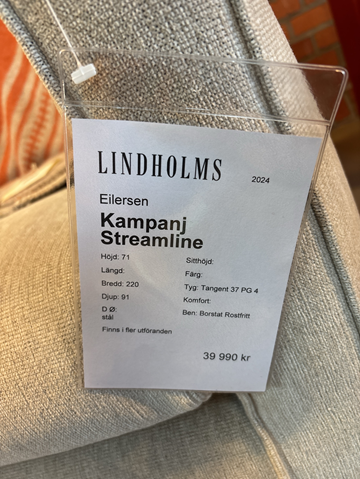 LINDHOLMS
2024
Eilersen
Kampanj
Streamline
Höjd: 71
Sitthöjd:
Längd:
Färg:
Bredd: 220
Tyg: Tangent 37 PG 4
Djup: 91
Komfort:
D Ø:
Ben: Borstat Rostfritt
stål
Finns i fler utföranden
39 990 kr